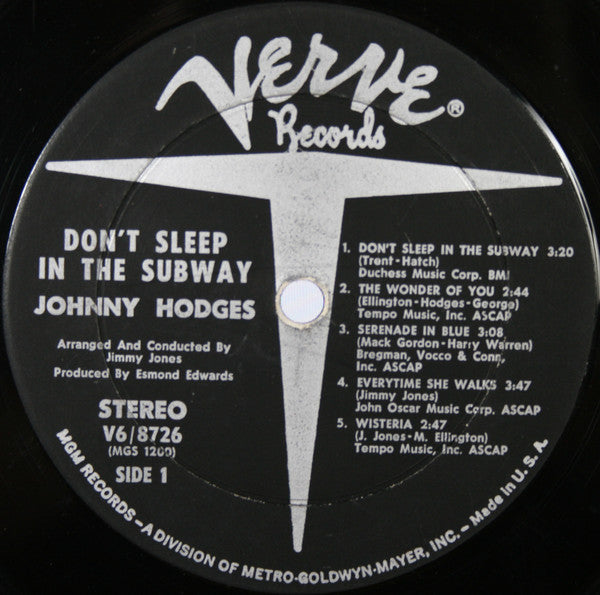 Verve®
Records
DON'T SLEEP
IN THE SUBWAY
JOHNNY HODGES
Arranged And Conducted By
Jimmy Jones
Produced By Esmond Edwards
STEREO
V6/8726
(MGS 1200)
SIDE 1
1. DON'T SLEEP IN THE SUBWAY 3:20
(Trent-Hatch)
Duchess Music Corp. BMI
2. THE WONDER OF YOU 2:44
(Ellington-Hodges-George)
Tempo Music, Inc. ASCAP
3. SERENADE IN BLUE 3:08
(Mack Gordon-Harry Warren)
Bregman, Vocco & Conn,
Inc. ASCAP
4. EVERYTIME SHE WALKS 3:47
(Jimmy Jones)
John Oscar Music Corp. ASCAP
5. WISTERIA 2:47
(J. Jones-M. Ellington)
Tempo Music, Inc. ASCAP
MGM RECORDS – A DIVISION OF METRO-GOLDWYN-MAYER, INC. – Made in U.S.A.